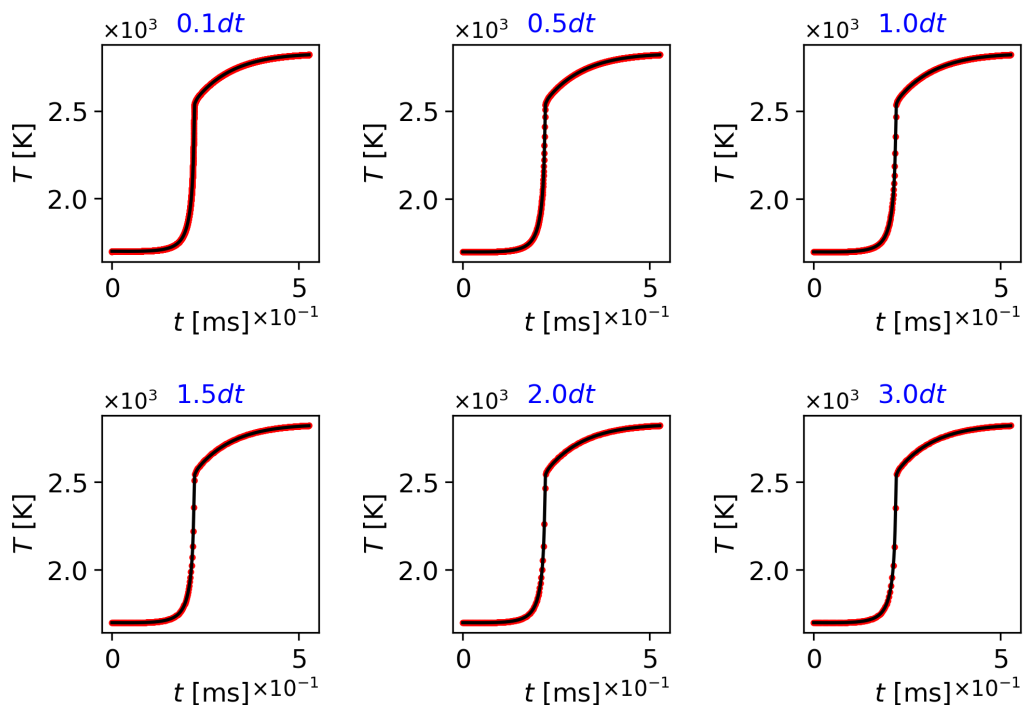 ×10³ 0.1dt
T [K]
2.5
2.0
0 5
t [ms] ×10⁻¹
×10³ 0.5dt
T [K]
2.5
2.0
0 5
t [ms] ×10⁻¹
×10³ 1.0dt
T [K]
2.5
2.0
0 5
t [ms] ×10⁻¹
×10³ 1.5dt
T [K]
2.5
2.0
0 5
t [ms] ×10⁻¹
×10³ 2.0dt
T [K]
2.5
2.0
0 5
t [ms] ×10⁻¹
×10³ 3.0dt
T [K]
2.5
2.0
0 5
t [ms] ×10⁻¹